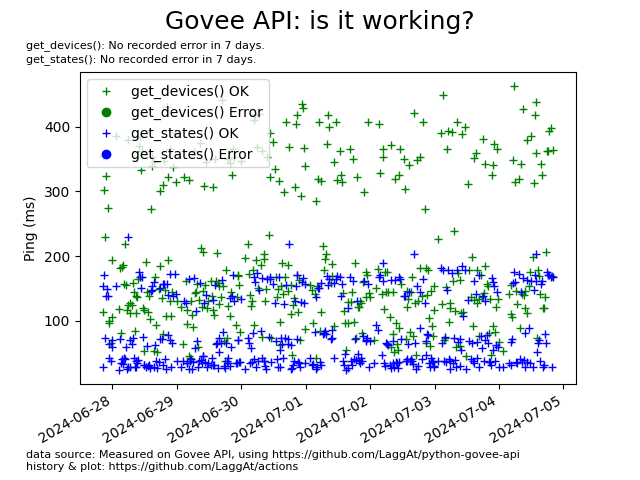 Govee API: is it working?
get_devices(): No recorded error in 7 days.
get_states(): No recorded error in 7 days.
get_devices() OK
get_devices() Error
get_states() OK
get_states() Error
400
300
200
100
Ping (ms)
2024-06-28
2024-06-29
2024-06-30
2024-07-01
2024-07-02
2024-07-03
2024-07-04
2024-07-05
data source: Measured on Govee API, using https://github.com/LaggAt/python-govee-api
history & plot: https://github.com/LaggAt/actions